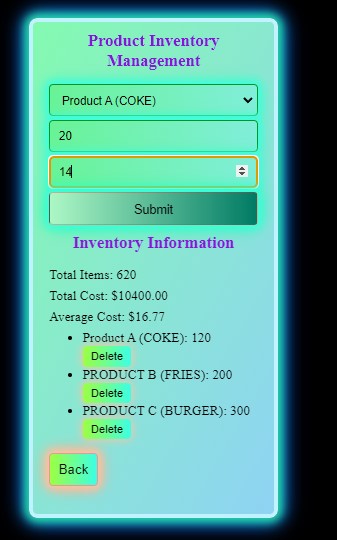 Product Inventory
Management
Product A (COKE)
20
14
Submit
Inventory Information
Total Items: 620
Total Cost: $10400.00
Average Cost: $16.77
Product A (COKE): 120
Delete
PRODUCT B (FRIES): 200
Delete
PRODUCT C (BURGER): 300
Delete
Back